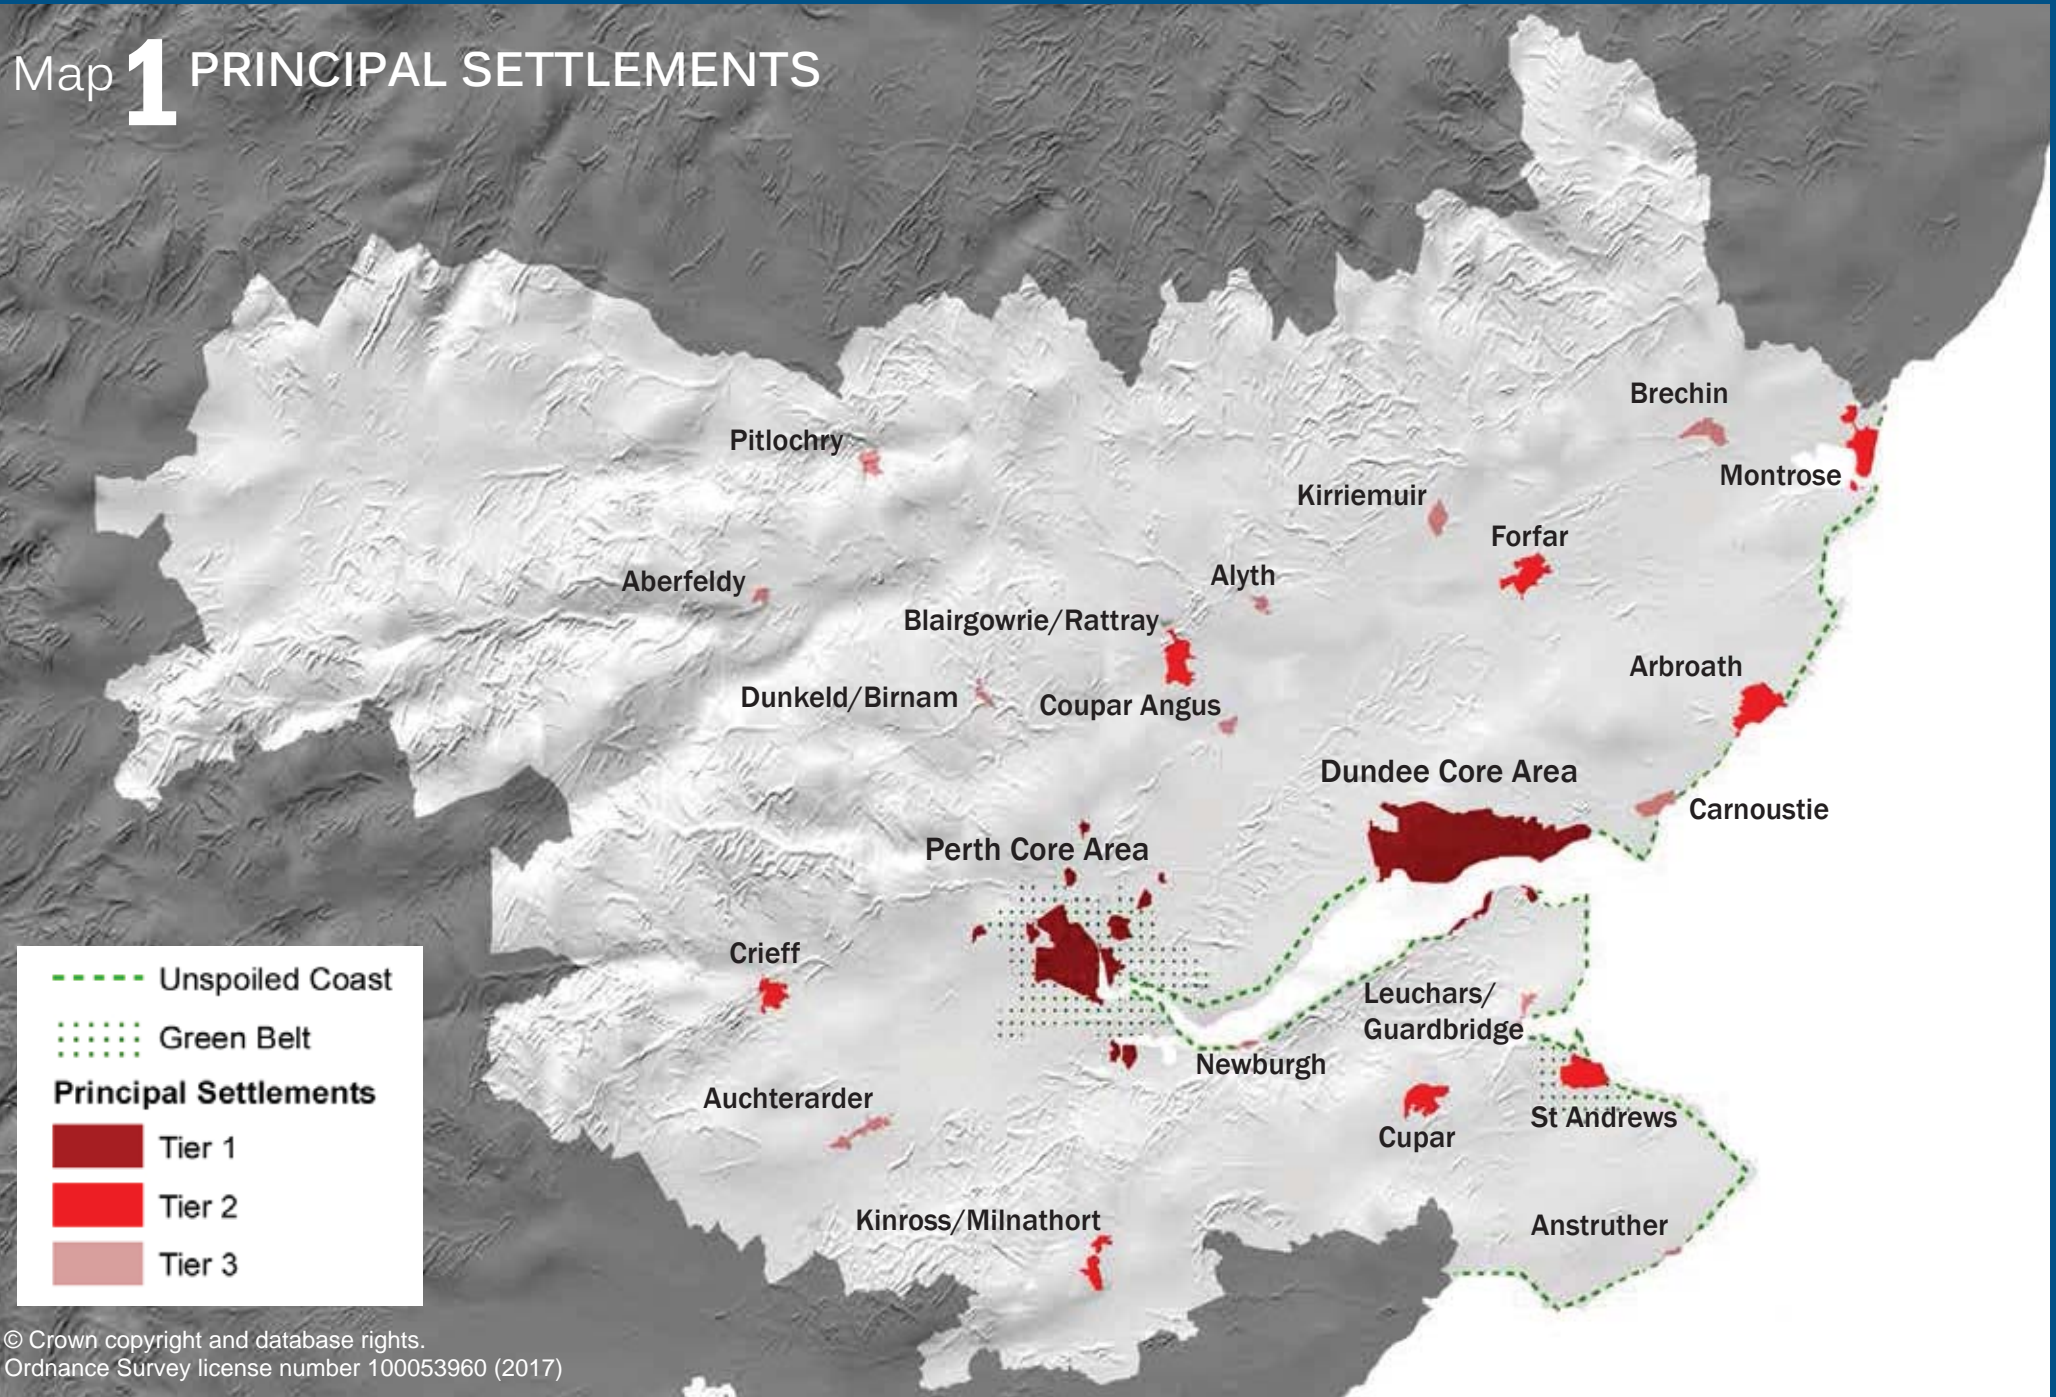 Map 1 PRINCIPAL SETTLEMENTS
Brechin
Pitlochry
Montrose
Kirriemuir
Forfar
Aberfeldy
Alyth
Blairgowrie/Rattray
Arbroath
Dunkeld/Birnam
Coupar Angus
Dundee Core Area
Carnoustie
Perth Core Area
Crieff
Leuchars/
Guardbridge
Newburgh
Auchterarder
St Andrews
Cupar
Kinross/Milnathort
Anstruther
Unspoiled Coast
Green Belt
Principal Settlements
Tier 1
Tier 2
Tier 3
© Crown copyright and database rights.
Ordnance Survey license number 100053960 (2017)